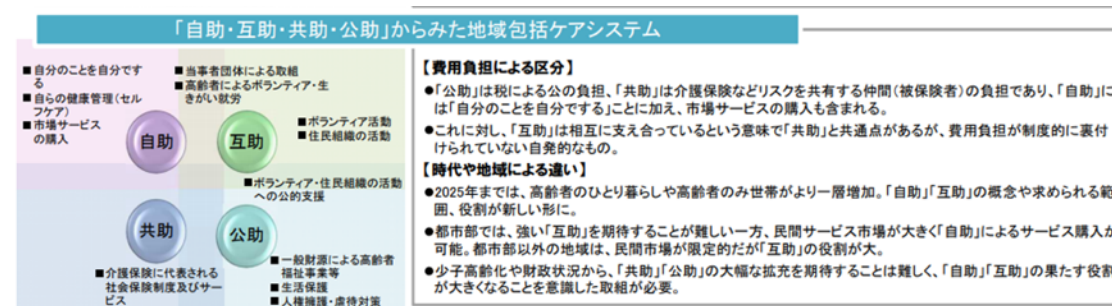 「自助・互助・共助・公助」からみた地域包括ケアシステム
■自分のことを自分です
る
■自らの健康管理(セル
フケア)
■市場サービス
の購入
■当事者団体による取組
■高齢者によるボランティア・生
きがい就労
■ボランティア活動
■住民組織の活動
自助
互助
■ボランティア・住民組織の活動
への公的支援
共助
公助
■介護保険に代表される
社会保険制度及びサー
ビス
■一般財源による高齢者
福祉事業等
■生活保護
■人権擁護・虐待対策
【費用負担による区分】
●「公助」は税による公の負担、「共助」は介護保険などリスクを共有する仲間(被保険者)の負担であり、「自助」に
は「自分のことを自分でする」ことに加え、市場サービスの購入も含まれる。
●これに対し、「互助」は相互に支え合っているという意味で「共助」と共通点があるが、費用負担が制度的に裏付
けられていない自発的なもの。
【時代や地域による違い】
●2025年までは、高齢者のひとり暮らしや高齢者のみ世帯がより一層増加。「自助」「互助」の概念や求められる範
囲、役割が新しい形に。
●都市部では、強い「互助」を期待することが難しい一方、民間サービス市場が大きく「自助」によるサービス購入が
可能。都市部以外の地域は、民間市場が限定的だが「互助」の役割が大。
●少子高齢化や財政状況から、「共助」「公助」の大幅な拡充を期待することは難しく、「自助」「互助」の果たす役割
が大きくなることを意識した取組が必要。